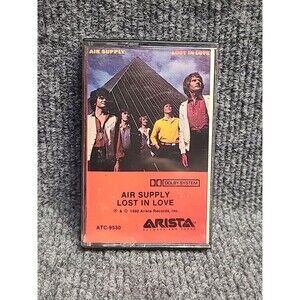 AIR SUPPLY LOST IN LOVE
DOLBY SYSTEM
AIR SUPPLY
LOST IN LOVE
℗ & © 1980 Arista Records, Inc.
ARISTA
ATC-9530